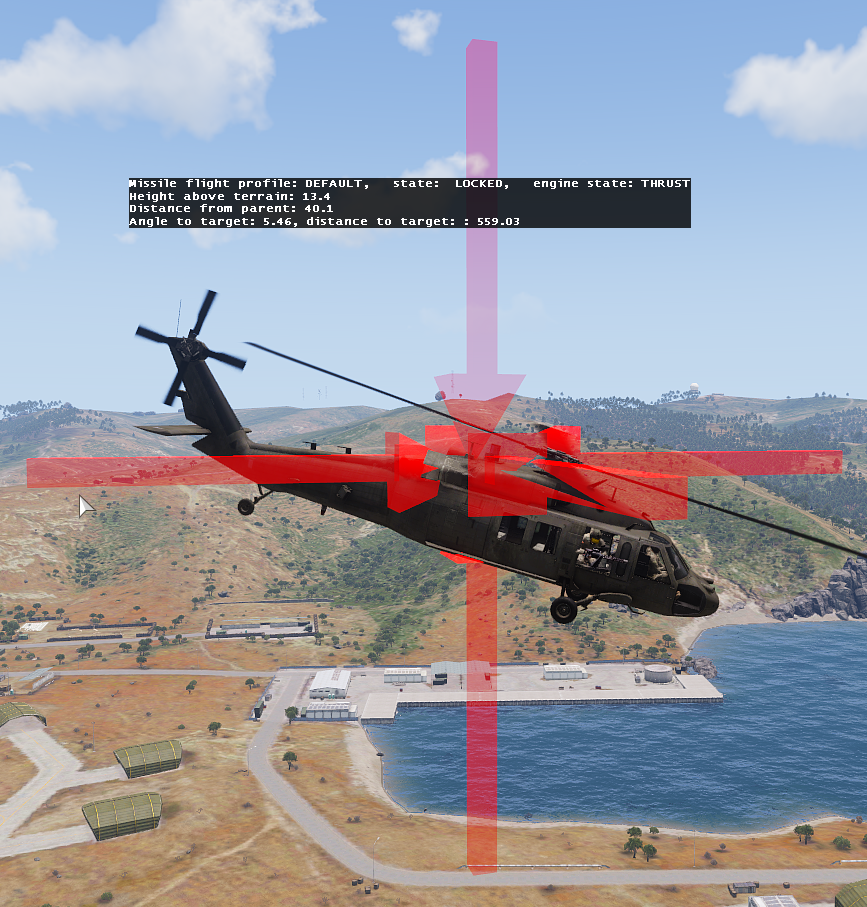 Missile flight profile: DEFAULT,   state:  LOCKED,   engine state: THRUST
Height above terrain: 13.4
Distance from parent: 40.1
Angle to target: 5.46, distance to target: : 559.03